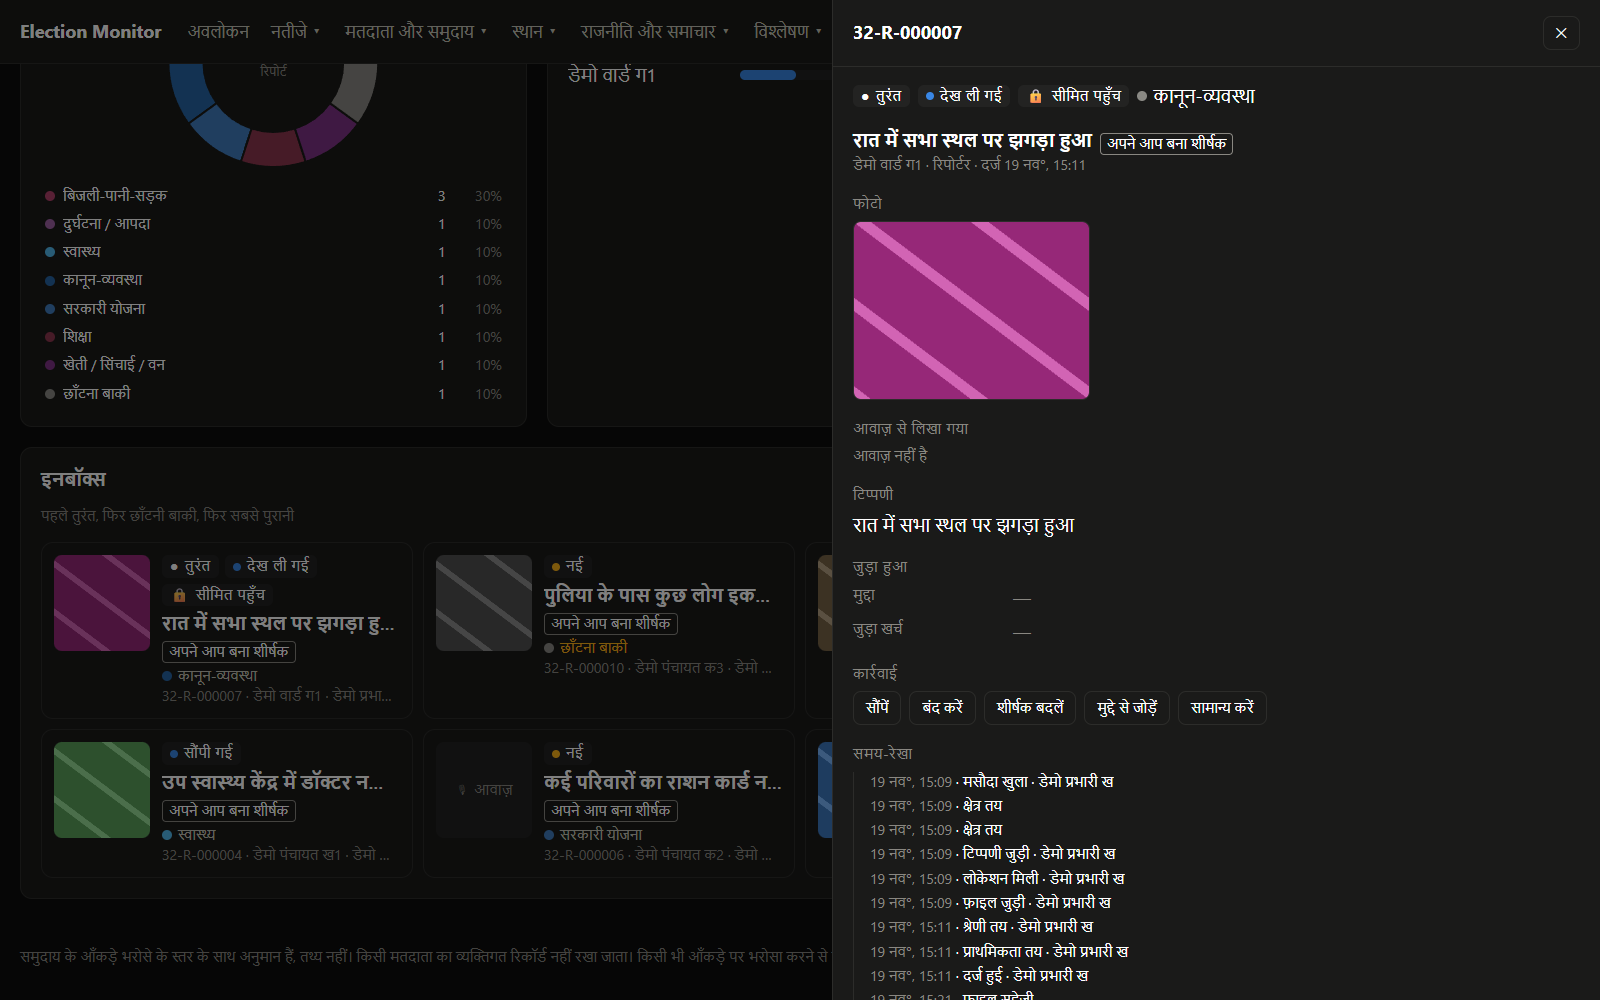 Election Monitor अवलोकन नतीजे मतदाता और समुदाय स्थान राजनीति और समाचार विश्लेषण
रिपोर्ट
बिजली-पानी-सड़क 3 30%
दुर्घटना / आपदा 1 10%
स्वास्थ्य 1 10%
कानून-व्यवस्था 1 10%
सरकारी योजना 1 10%
शिक्षा 1 10%
खेती / सिंचाई / वन 1 10%
छाँटना बाकी 1 10%
डेमो वार्ड ग1
इनबॉक्स
पहले तुरंत, फिर छाँटनी बाकी, फिर सबसे पुरानी
तुरंत देख ली गई
सीमित पहुँच
रात में सभा स्थल पर झगड़ा हु...
अपने आप बना शीर्षक
कानून-व्यवस्था
32-R-000007 · डेमो वार्ड ग1 · डेमो प्रभा...
नई
पुलिया के पास कुछ लोग इक...
अपने आप बना शीर्षक
छाँटना बाकी
32-R-000010 · डेमो पंचायत क3 · डेमो ...
सौंपी गई
उप स्वास्थ्य केंद्र में डॉक्टर न...
अपने आप बना शीर्षक
स्वास्थ्य
32-R-000004 · डेमो पंचायत ख1 · डेमो ...
आवाज़
नई
कई परिवारों का राशन कार्ड न...
अपने आप बना शीर्षक
सरकारी योजना
32-R-000006 · डेमो पंचायत क2 · डेमो ...
समुदाय के आँकड़े भरोसे के स्तर के साथ अनुमान हैं, तथ्य नहीं। किसी मतदाता का व्यक्तिगत रिकॉर्ड नहीं रखा जाता। किसी भी आँकड़े पर भरोसा करने से
32-R-000007
तुरंत देख ली गई सीमित पहुँच कानून-व्यवस्था
रात में सभा स्थल पर झगड़ा हुआ अपने आप बना शीर्षक
डेमो वार्ड ग1 · रिपोर्टर · दर्ज 19 नव°, 15:11
फोटो
आवाज़ से लिखा गया
आवाज़ नहीं है
टिप्पणी
रात में सभा स्थल पर झगड़ा हुआ
जुड़ा हुआ
मुद्दा —
जुड़ा खर्च —
कार्रवाई
सौंपें बंद करें शीर्षक बदलें मुद्दे से जोड़ें सामान्य करें
समय-रेखा
19 नव°, 15:09 · मसौदा खुला · डेमो प्रभारी ख
19 नव°, 15:09 · क्षेत्र तय
19 नव°, 15:09 · क्षेत्र तय
19 नव°, 15:09 · टिप्पणी जुड़ी · डेमो प्रभारी ख
19 नव°, 15:09 · लोकेशन मिली · डेमो प्रभारी ख
19 नव°, 15:09 · फ़ाइल जुड़ी · डेमो प्रभारी ख
19 नव°, 15:11 · श्रेणी तय · डेमो प्रभारी ख
19 नव°, 15:11 · प्राथमिकता तय · डेमो प्रभारी ख
19 नव°, 15:11 · दर्ज हुई · डेमो प्रभारी ख